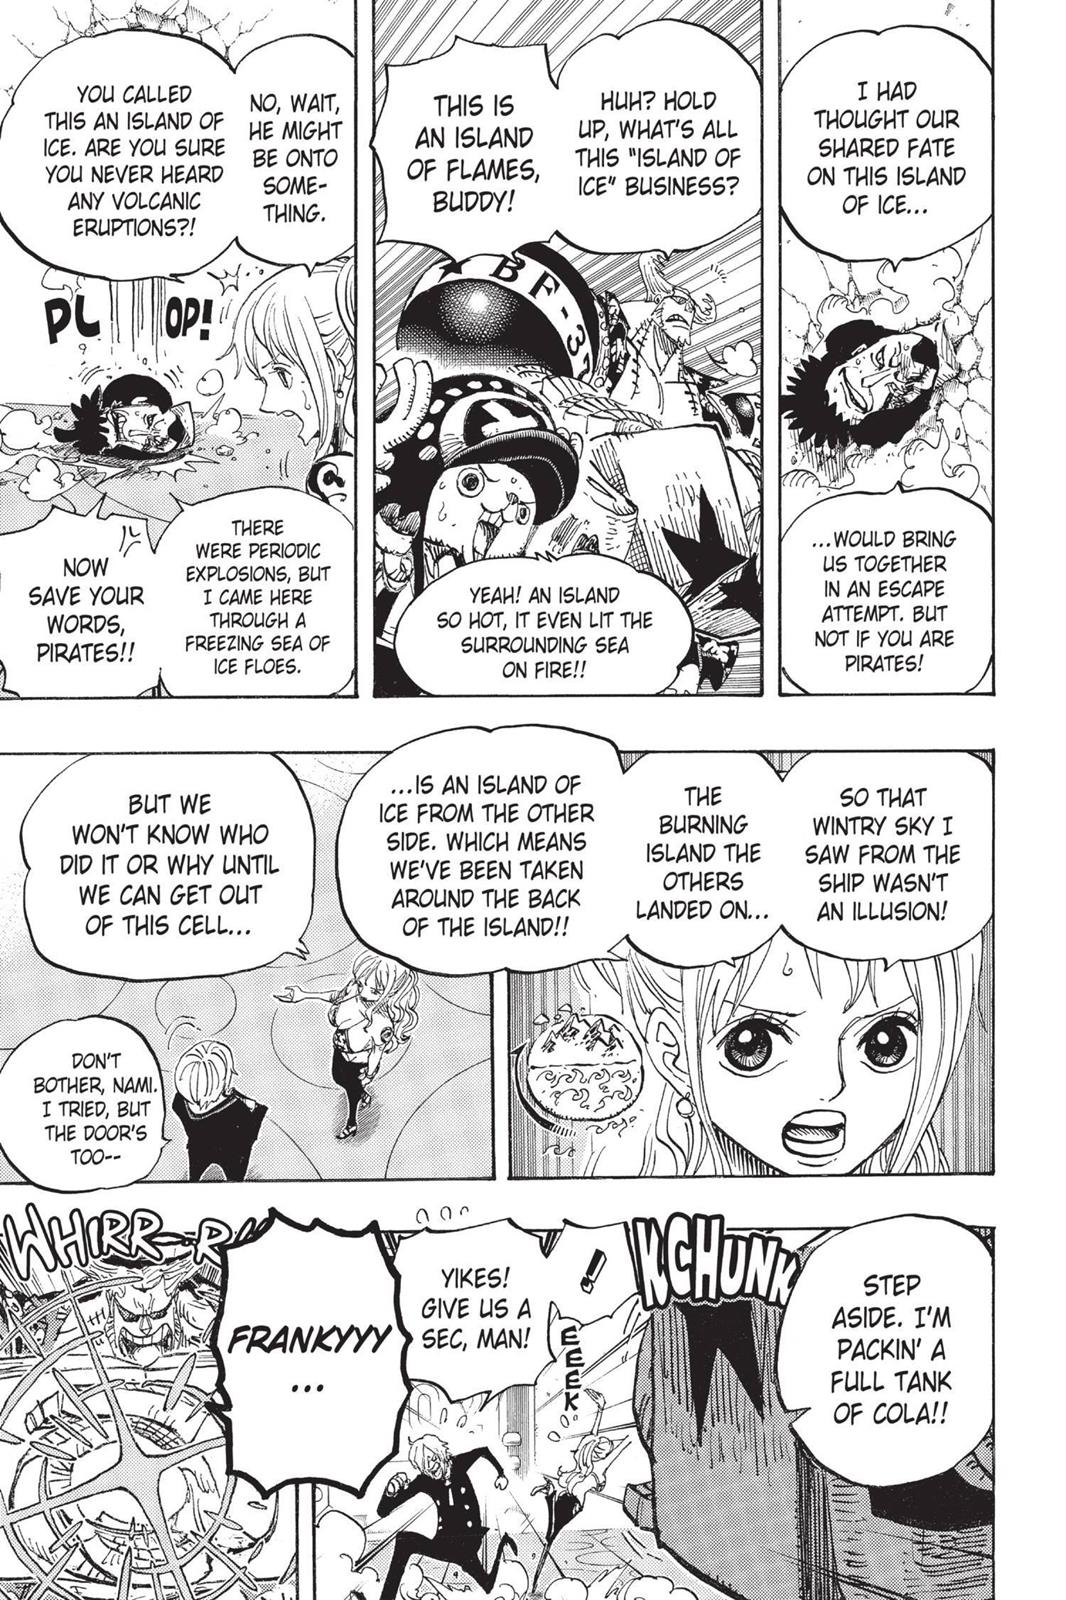 I HAD
THOUGHT OUR
SHARED FATE
ON THIS ISLAND
OF ICE...
...WOULD BRING
US TOGETHER
IN AN ESCAPE
ATTEMPT. BUT
NOT IF YOU ARE
PIRATES!
HUH? HOLD
UP, WHAT'S ALL
THIS "ISLAND OF
ICE" BUSINESS?
THIS IS
AN ISLAND
OF FLAMES,
BUDDY!
BF-37
YEAH! AN ISLAND
SO HOT, IT EVEN LIT THE
SURROUNDING SEA
ON FIRE!!
NO, WAIT,
HE MIGHT
BE ONTO
SOME-
THING.
YOU CALLED
THIS AN ISLAND OF
ICE. ARE YOU SURE
YOU NEVER HEARD
ANY VOLCANIC
ERUPTIONS?!
PLOP!
THERE
WERE PERIODIC
EXPLOSIONS, BUT
I CAME HERE
THROUGH A
FREEZING SEA OF
ICE FLOES.
NOW
SAVE YOUR
WORDS,
PIRATES!!
SO THAT
WINTRY SKY I
SAW FROM THE
SHIP WASN'T
AN ILLUSION!
THE
BURNING
ISLAND THE
OTHERS
LANDED ON...
...IS AN ISLAND OF
ICE FROM THE OTHER
SIDE. WHICH MEANS
WE'VE BEEN TAKEN
AROUND THE BACK
OF THE ISLAND!!
BUT WE
WON'T KNOW WHO
DID IT OR WHY UNTIL
WE CAN GET OUT
OF THIS CELL...
DON'T
BOTHER, NAMI.
I TRIED, BUT
THE DOOR'S
TOO--
STEP
ASIDE. I'M
PACKIN' A
FULL TANK
OF COLA!!
KCHUNK
!
EEEK
YIKES!
GIVE US A
SEC, MAN!
FRANKYYY
...
WHIRR-R